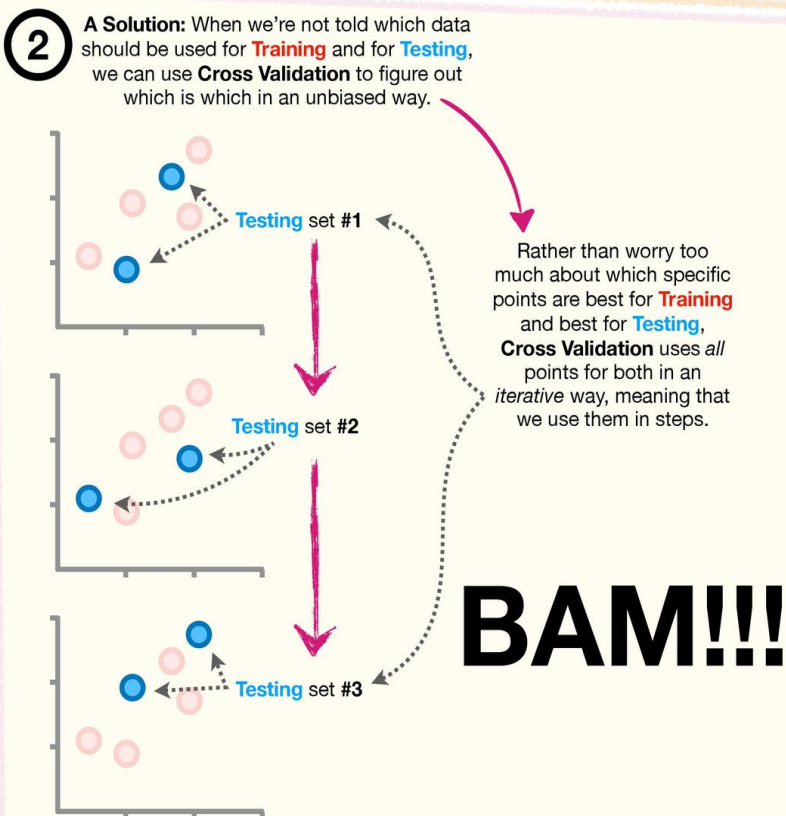 2
A Solution: When we're not told which data
should be used for Training and for Testing,
we can use Cross Validation to figure out
which is which in an unbiased way.
Testing set #1
Rather than worry too
much about which specific
points are best for Training
and best for Testing,
Cross Validation uses all
points for both in an
iterative way, meaning that
we use them in steps.
Testing set #2
BAM!!!
Testing set #3